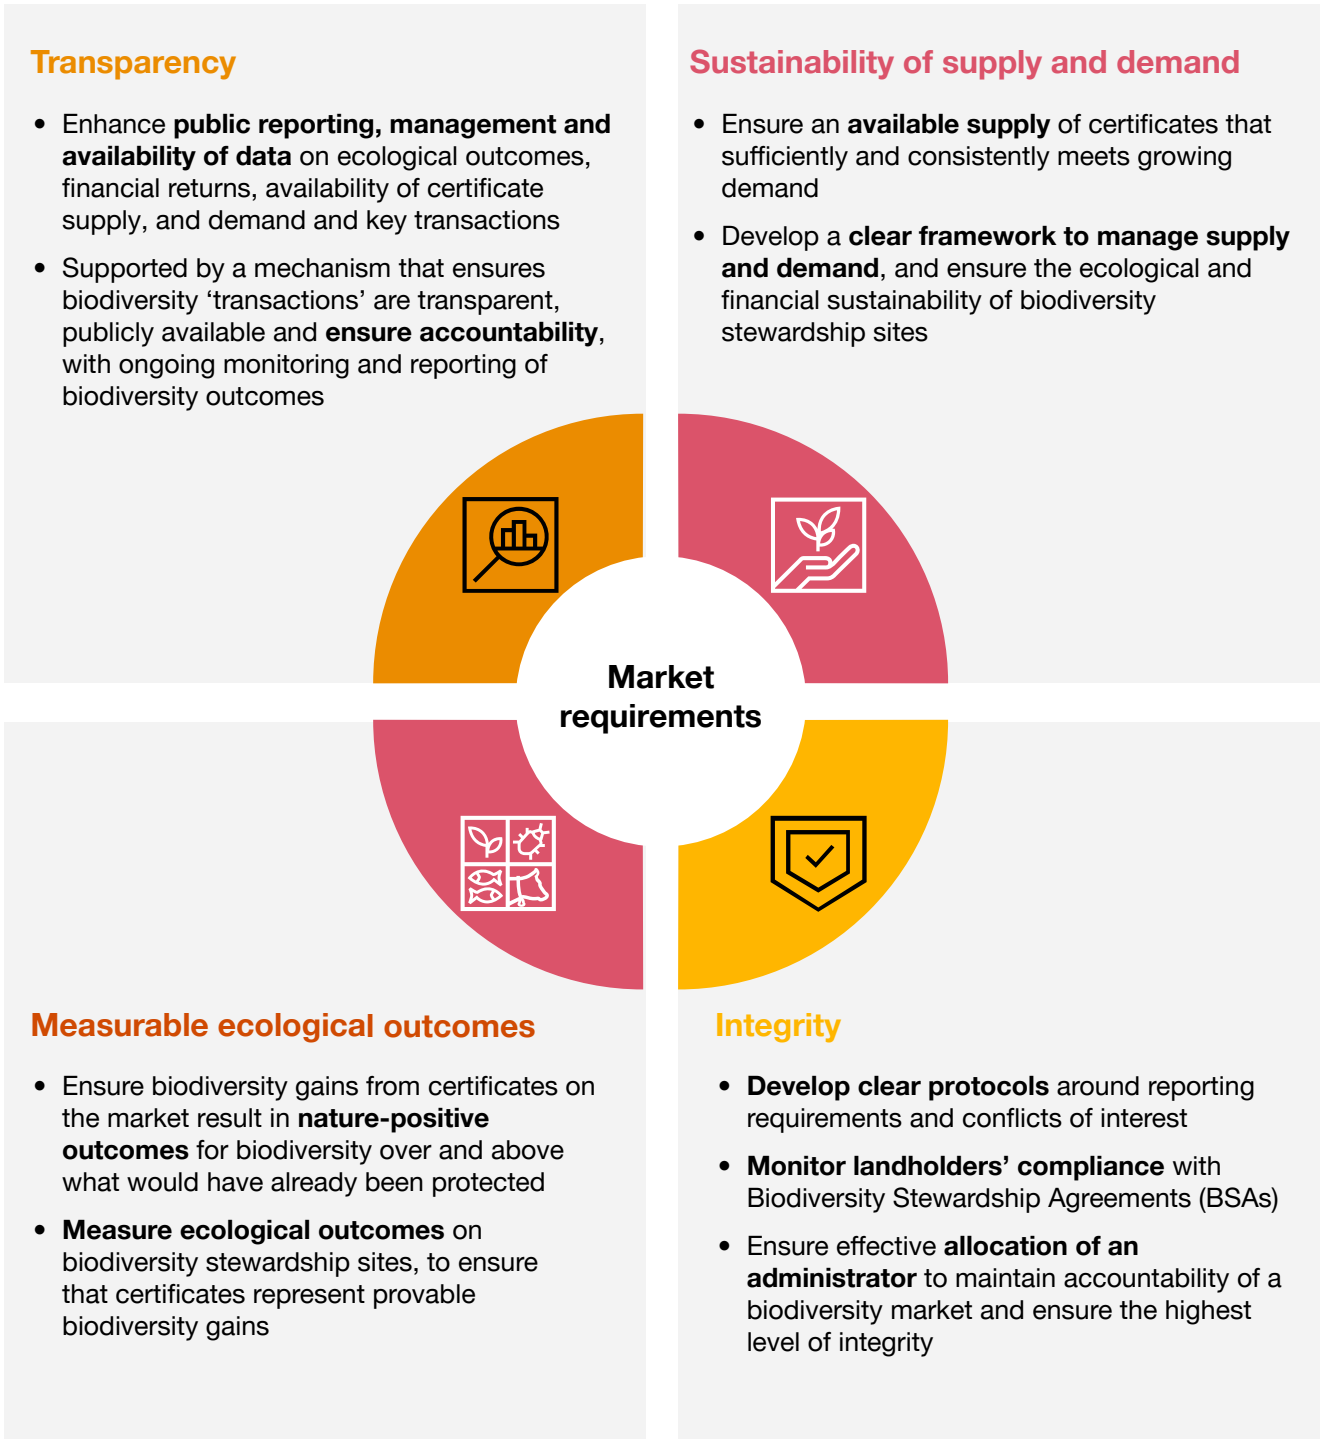 Transparency
• Enhance public reporting, management and
availability of data on ecological outcomes,
financial returns, availability of certificate
supply, and demand and key transactions
• Supported by a mechanism that ensures
biodiversity ‘transactions’ are transparent,
publicly available and ensure accountability,
with ongoing monitoring and reporting of
biodiversity outcomes
Sustainability of supply and demand
• Ensure an available supply of certificates that
sufficiently and consistently meets growing
demand
• Develop a clear framework to manage supply
and demand, and ensure the ecological and
financial sustainability of biodiversity
stewardship sites
Market
requirements
Measurable ecological outcomes
• Ensure biodiversity gains from certificates on
the market result in nature-positive
outcomes for biodiversity over and above
what would have already been protected
• Measure ecological outcomes on
biodiversity stewardship sites, to ensure
that certificates represent provable
biodiversity gains
Integrity
• Develop clear protocols around reporting
requirements and conflicts of interest
• Monitor landholders’ compliance with
Biodiversity Stewardship Agreements (BSAs)
• Ensure effective allocation of an
administrator to maintain accountability of a
biodiversity market and ensure the highest
level of integrity